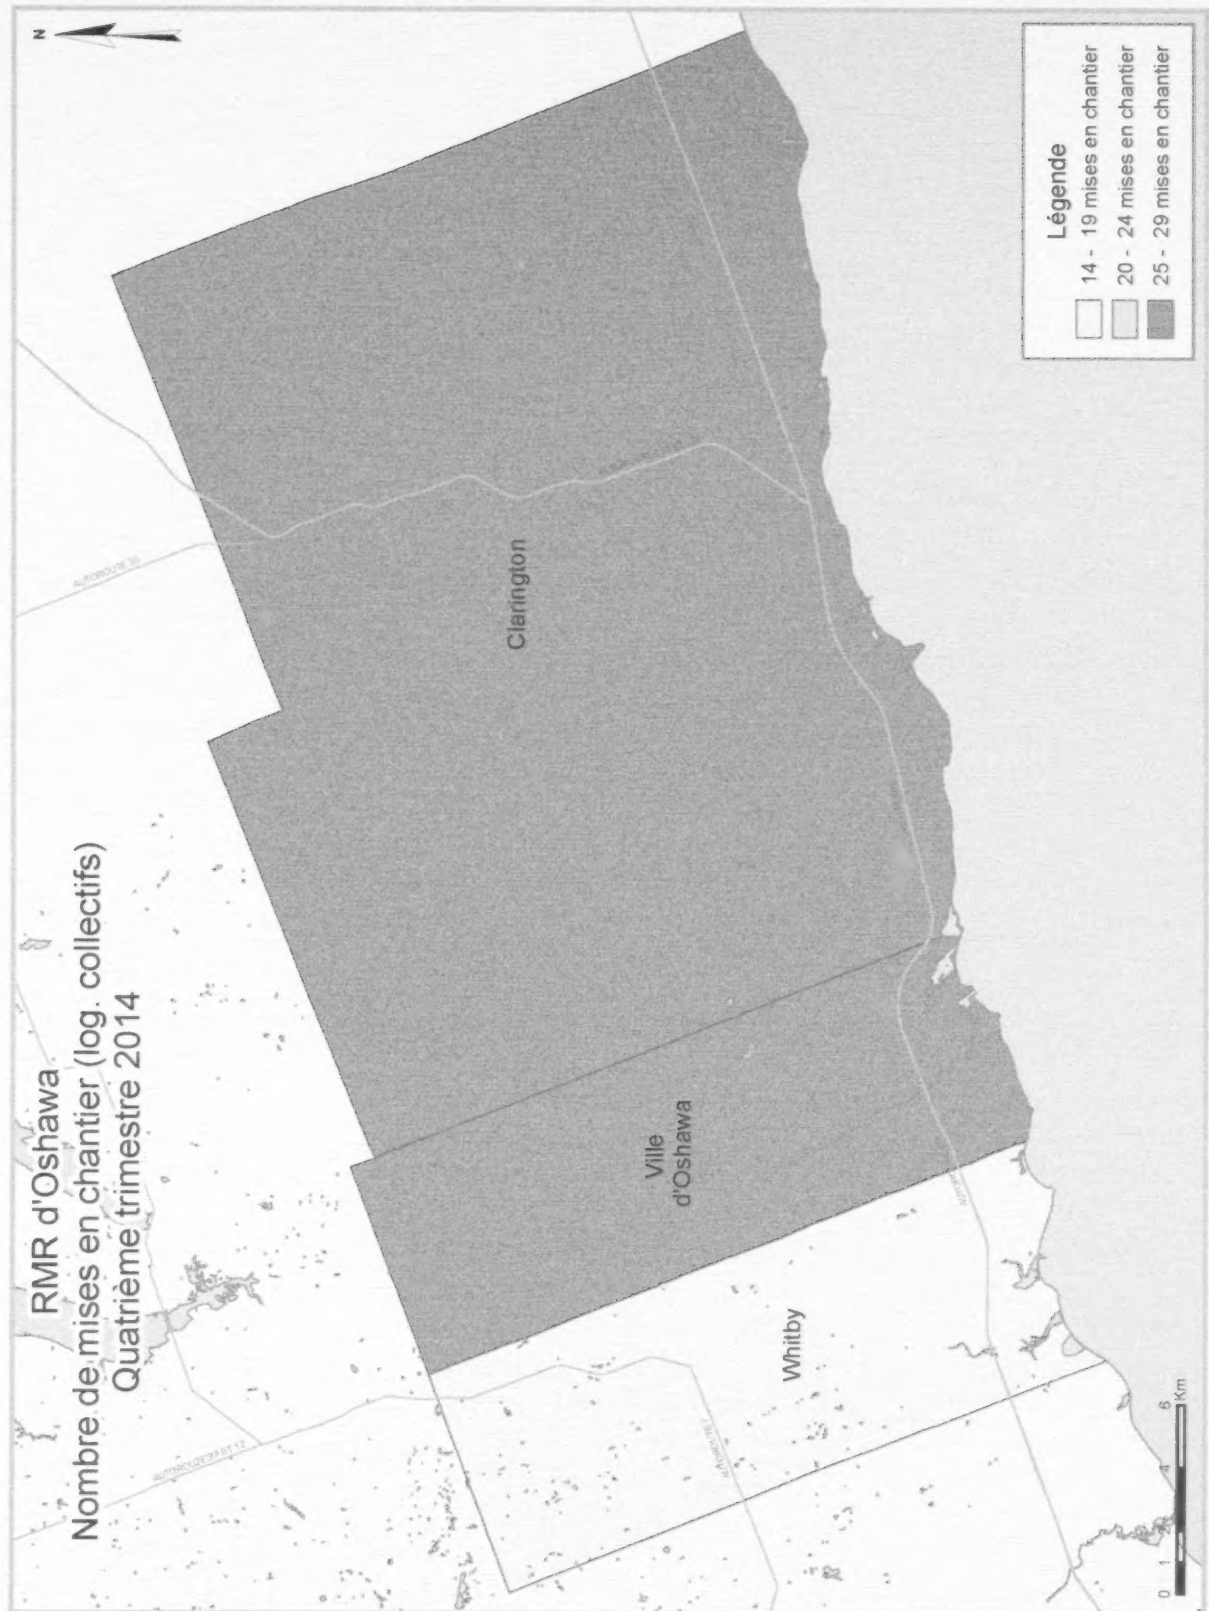 RMR d'Oshawa
Nombre de mises en chantier (log. collectifs)
Quatrième trimestre 2014
N
AUTOROUTE
Clarington
Ville
d'Oshawa
Whitby
Légende
14 - 19 mises en chantier
20 - 24 mises en chantier
25 - 29 mises en chantier
0 1 2 4 6
Km